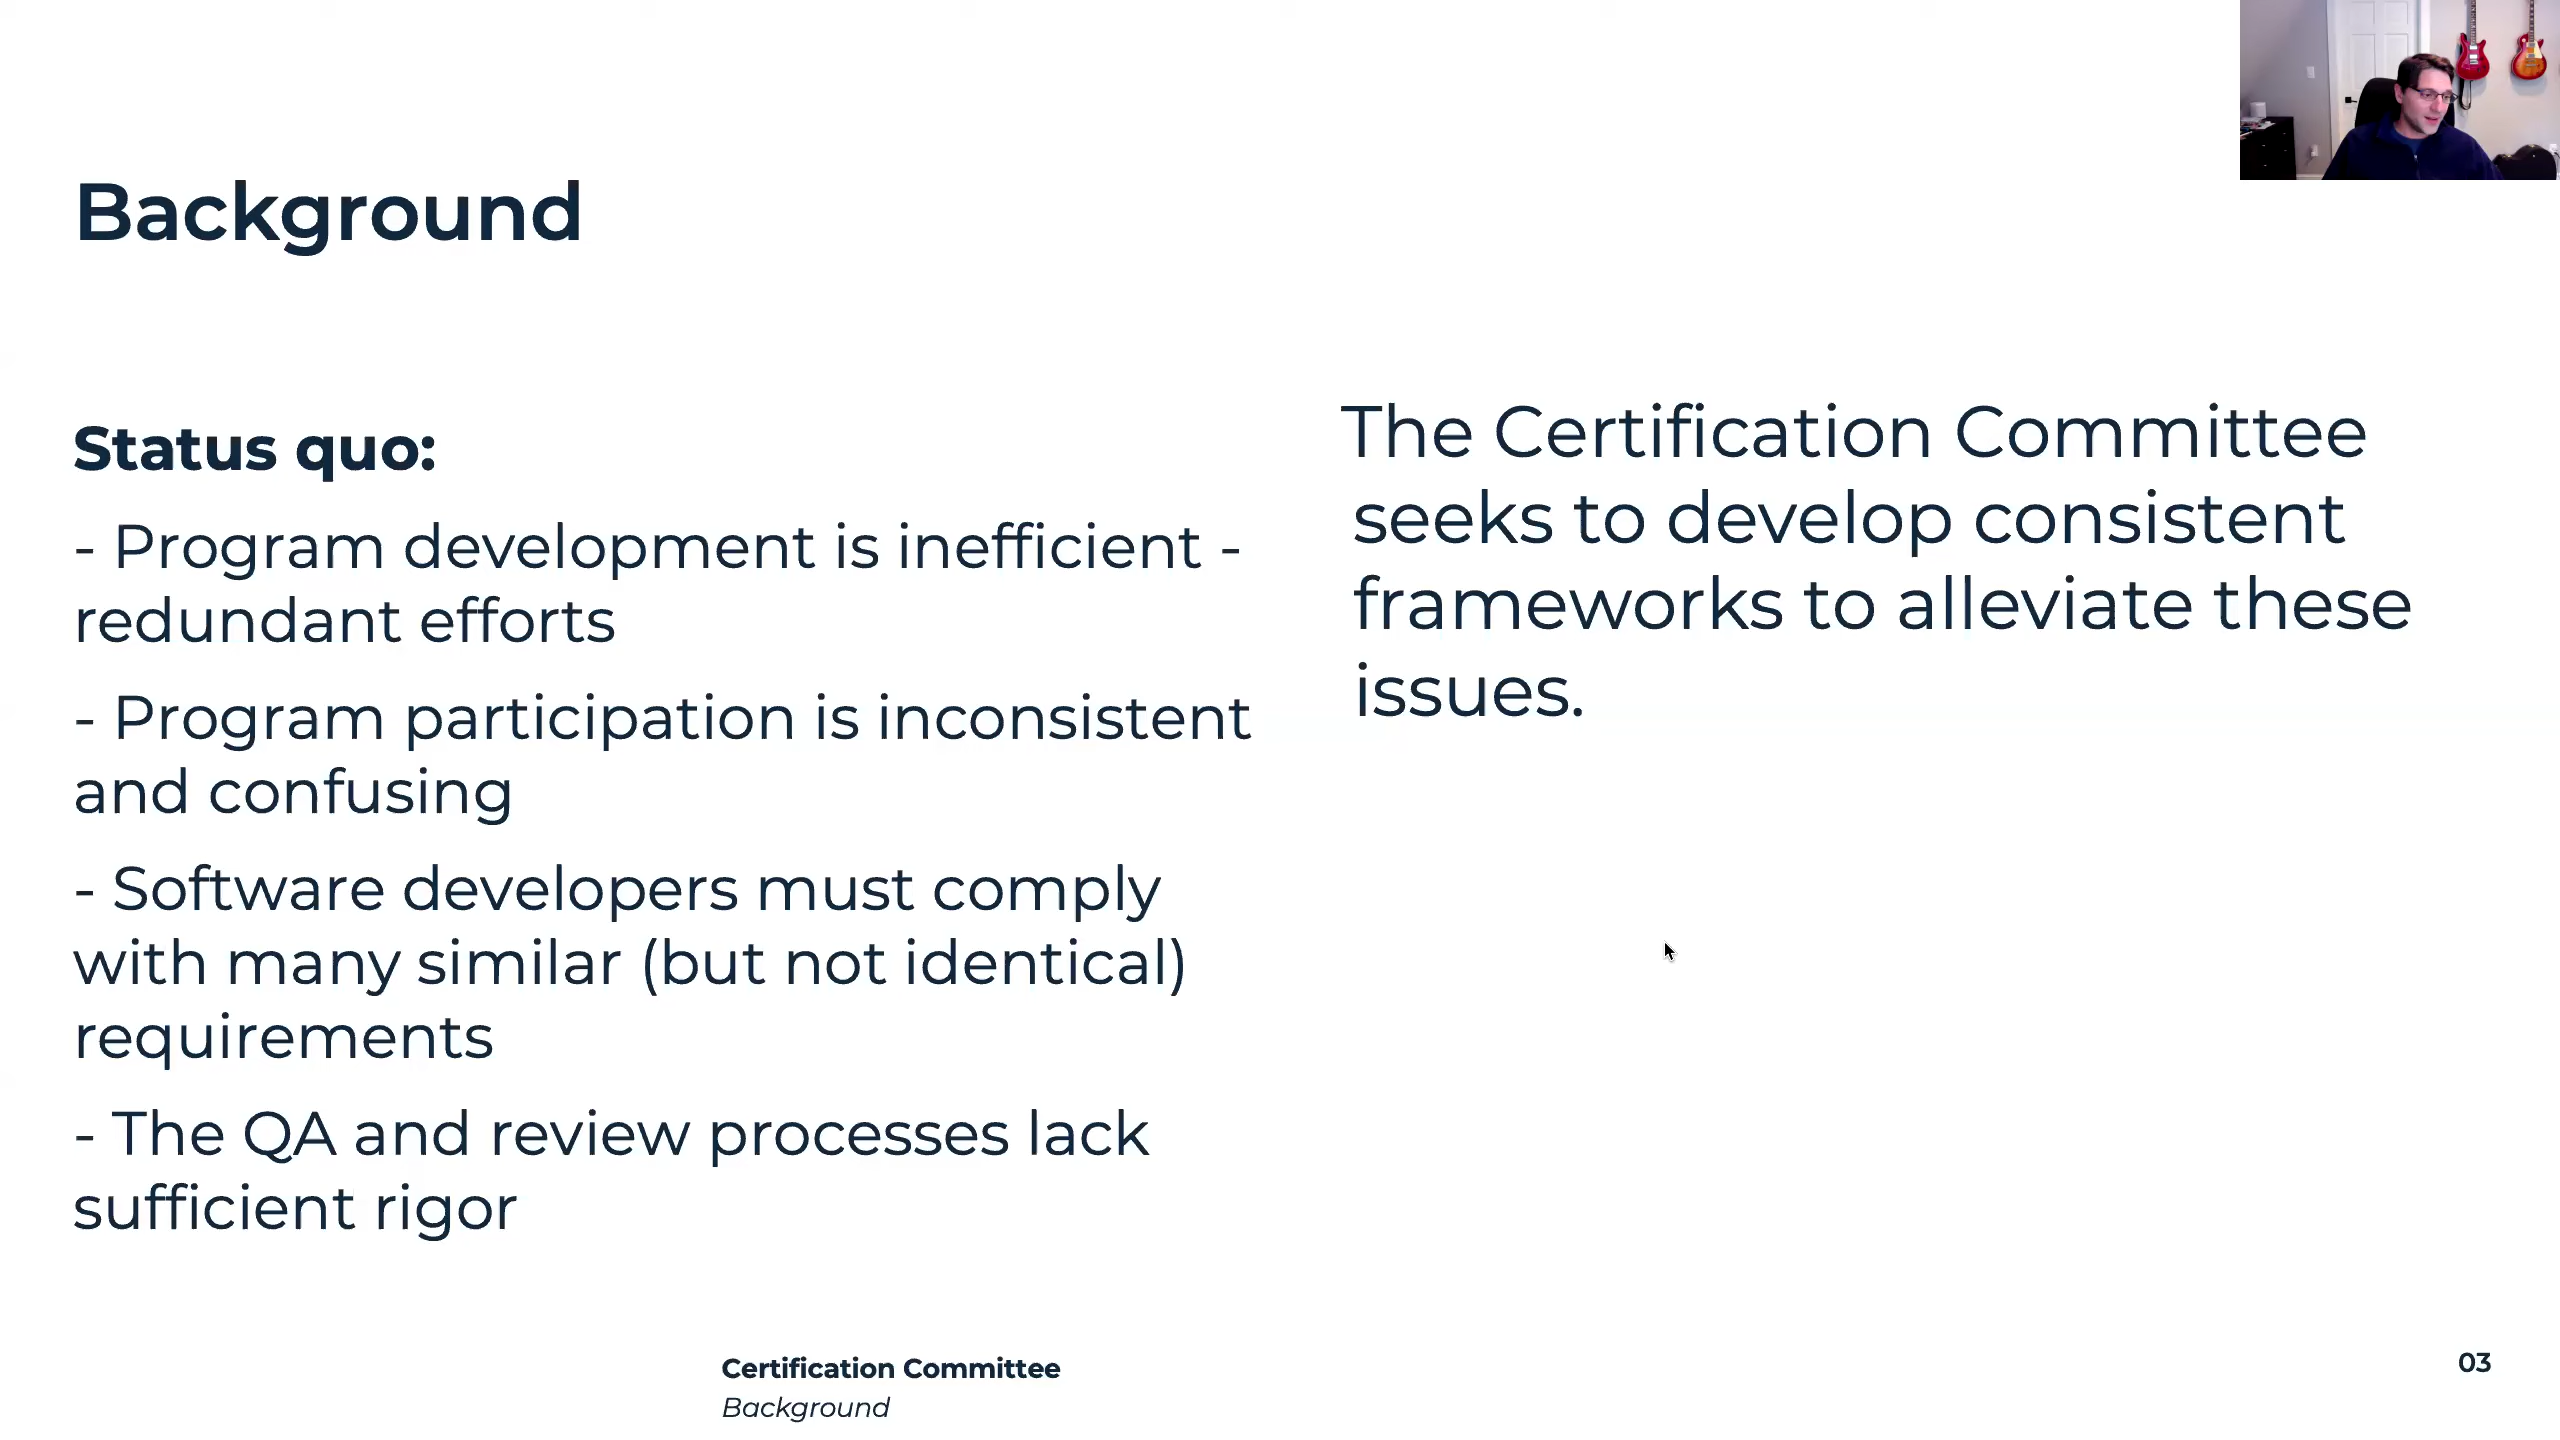 Background
Status quo:
- Program development is inefficient -
redundant efforts
- Program participation is inconsistent
and confusing
- Software developers must comply
with many similar (but not identical)
requirements
- The QA and review processes lack
sufficient rigor
The Certification Committee
seeks to develop consistent
frameworks to alleviate these
issues.
Certification Committee
Background
03